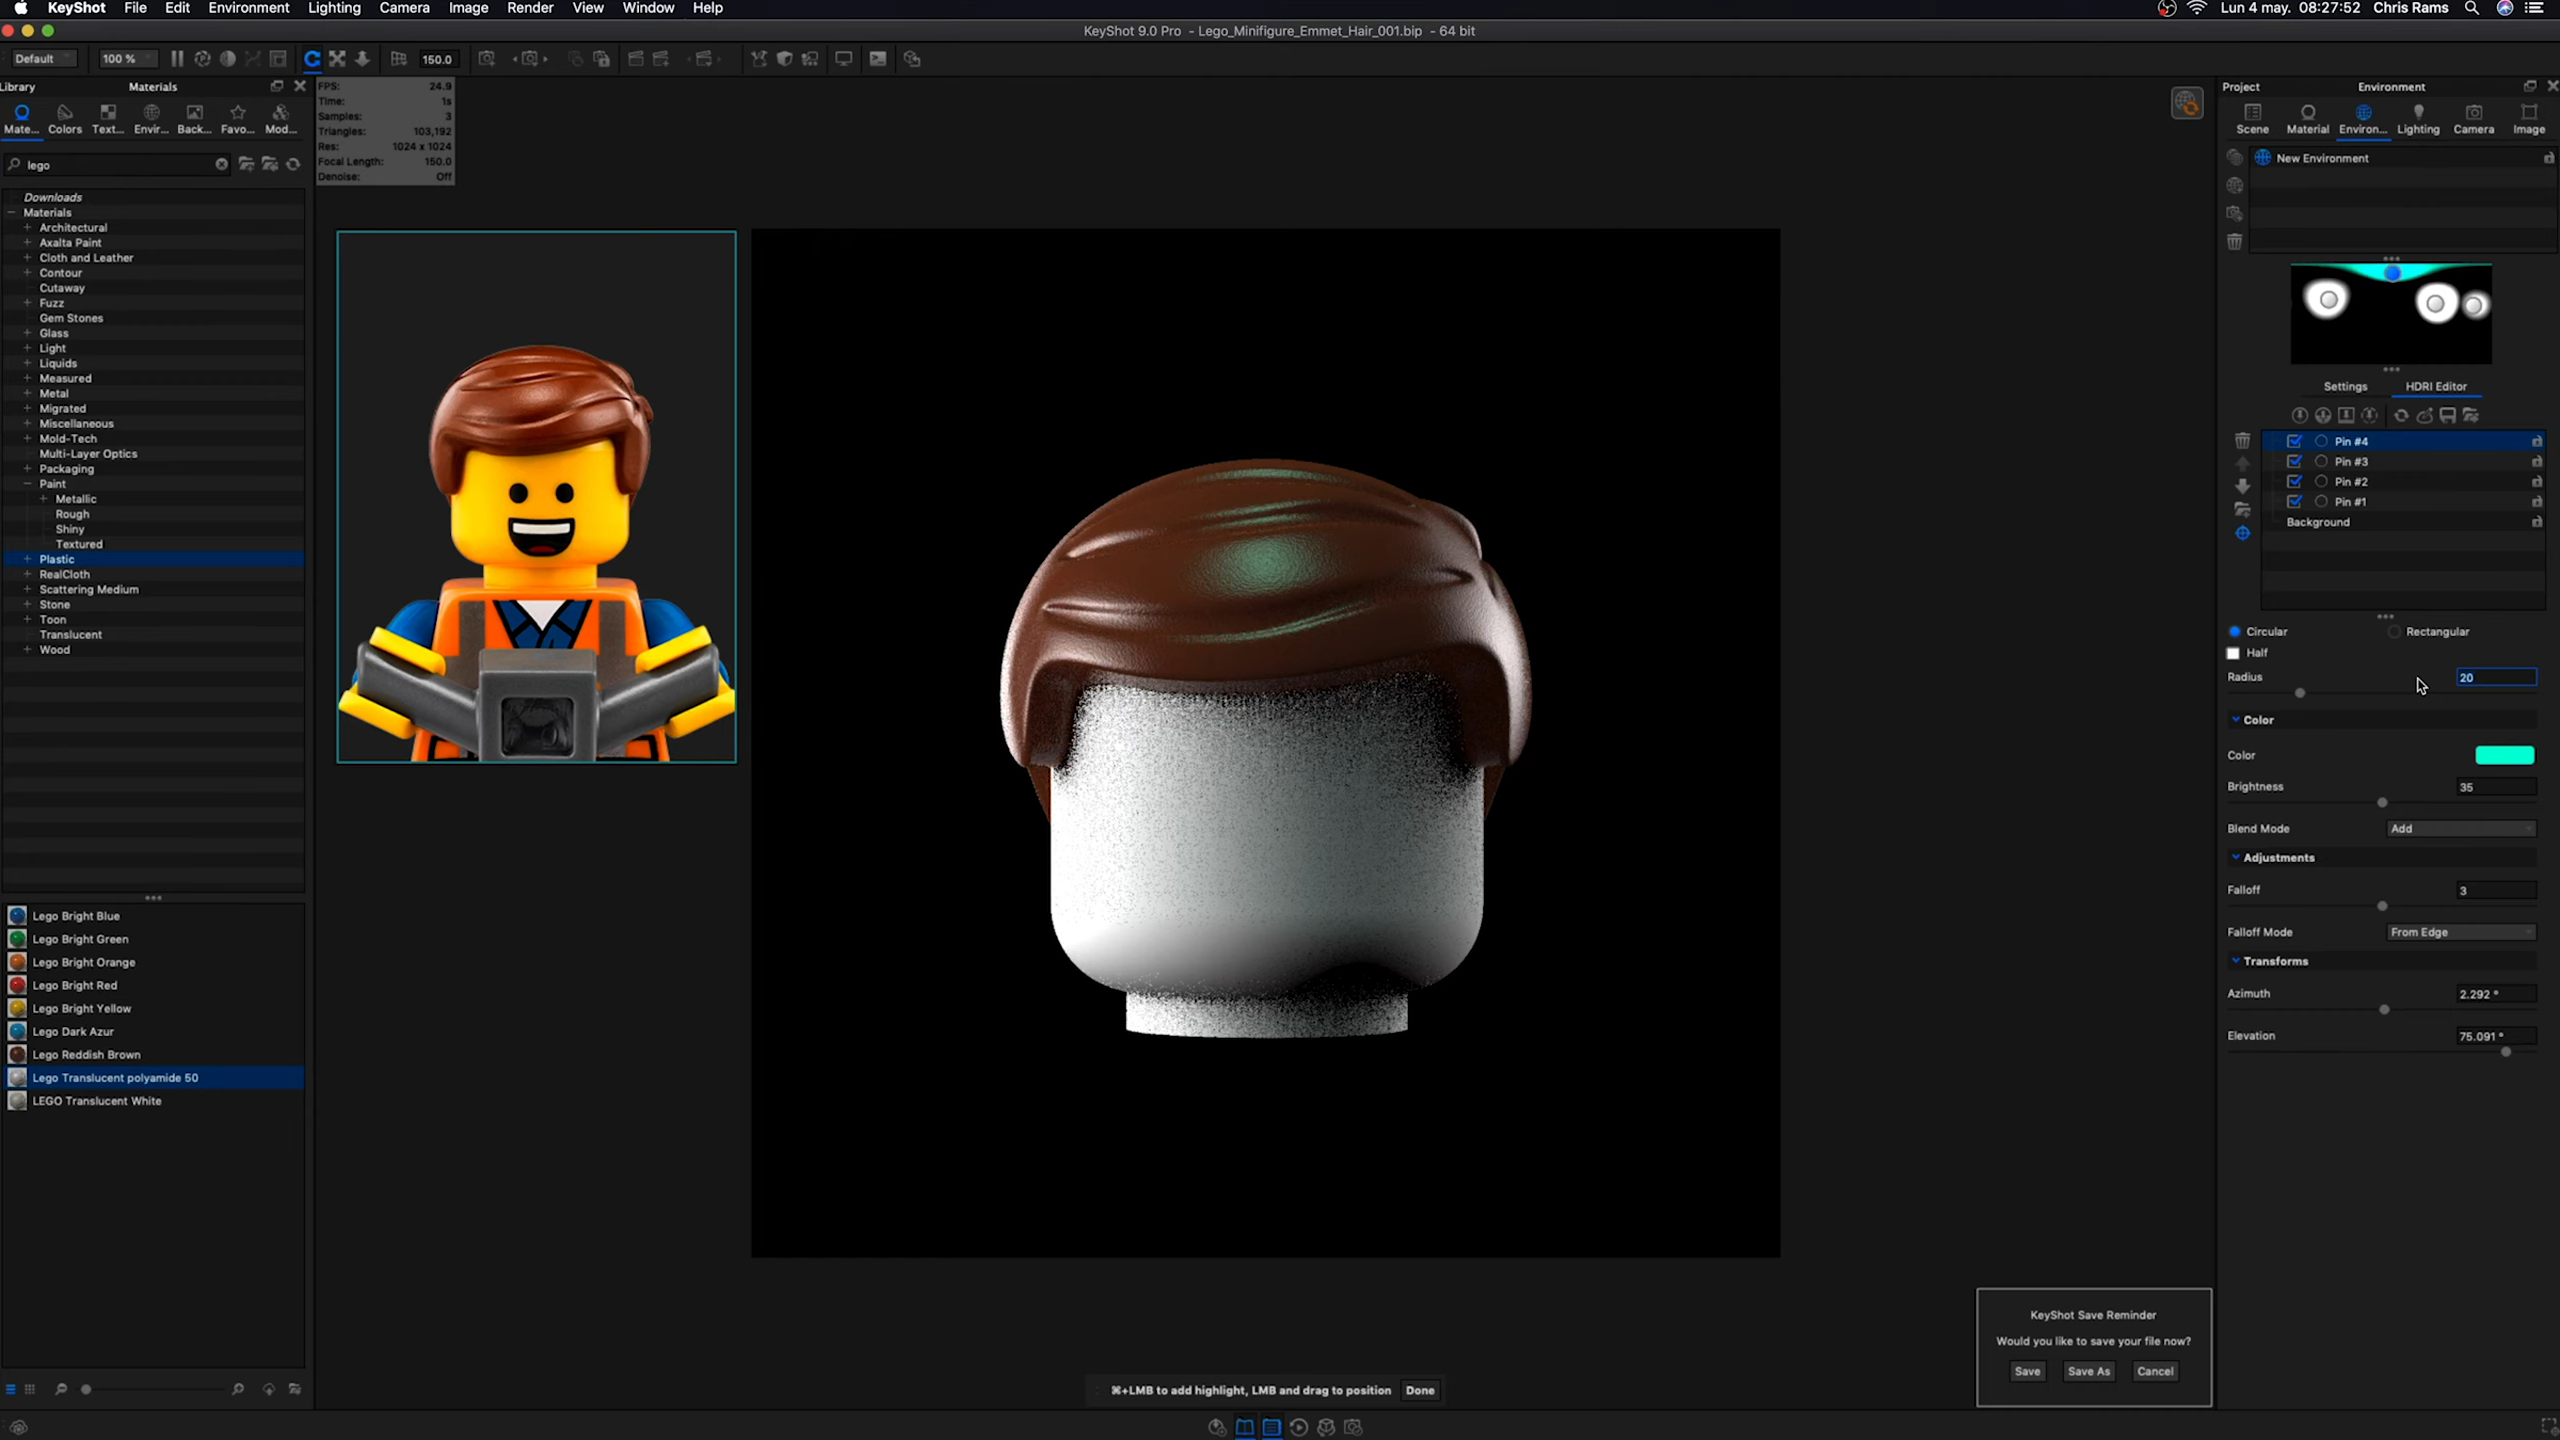 KeyShot File Edit Environment Lighting Camera Image Render View Window Help Lun 4 may. 08:27:52 Chris Rams
KeyShot 9.0 Pro - Lego_Minifigure_Emmet_Hair_001.bip - 64 bit
Default 100 % 150.0
Library Materials
Mate... Colors Text... Envir... Back... Favo... Mod...
lego
Downloads
Materials
Architectural
Axalta Paint
Cloth and Leather
Contour
Cutaway
Fuzz
Gem Stones
Glass
Light
Liquids
Measured
Metal
Migrated
Miscellaneous
Mold-Tech
Multi-Layer Optics
Packaging
Paint
Metallic
Rough
Shiny
Textured
Plastic
RealCloth
Scattering Medium
Stone
Toon
Translucent
Wood
Lego Bright Blue
Lego Bright Green
Lego Bright Orange
Lego Bright Red
Lego Bright Yellow
Lego Dark Azur
Lego Reddish Brown
Lego Translucent polyamide 50
LEGO Translucent White
FPS: 24.9
Time: 1s
Samples: 3
Triangles: 103,192
Res: 1024 x 1024
Focal Length: 150.0
Denoise: Off
⌘+LMB to add highlight, LMB and drag to position Done
KeyShot Save Reminder
Would you like to save your file now?
Save Save As Cancel
Project Environment
Scene Material Environ... Lighting Camera Image
New Environment
Settings HDRI Editor
Pin #4
Pin #3
Pin #2
Pin #1
Background
Circular Rectangular
Half
Radius 20
Color
Color
Brightness 35
Blend Mode Add
Adjustments
Falloff 3
Falloff Mode From Edge
Transforms
Azimuth 2.292 °
Elevation 75.091 °